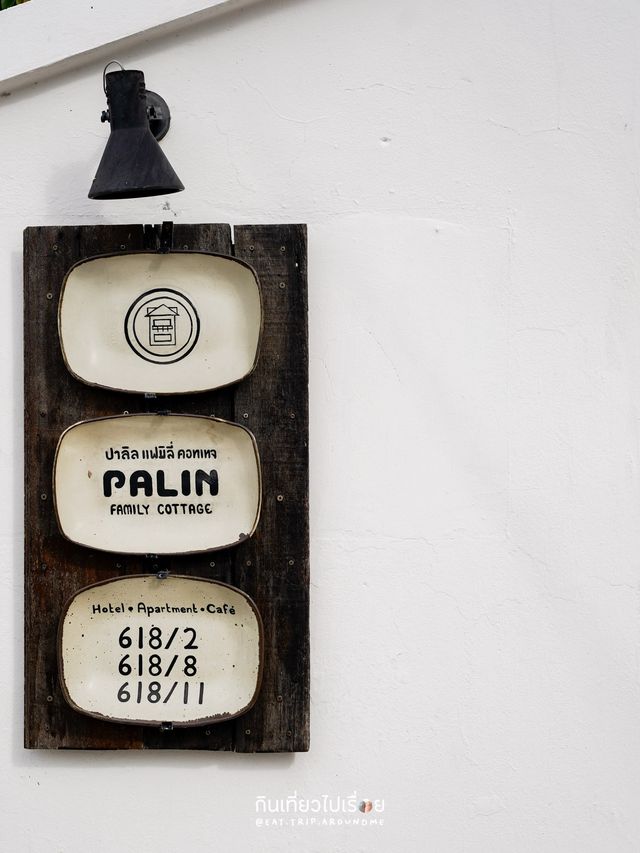 ปาลิล แฟมิลี่ คอทเทจ
PALIN
FAMILY COTTAGE
Hotel • Apartment • Café
618/2
618/8
618/11
กินเที่ยวไปเรื่อย
@EAT.TRIP.AROUNDME